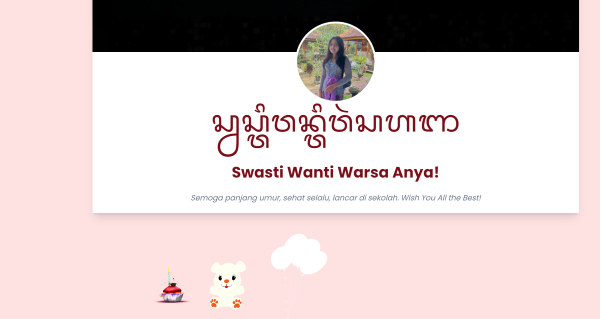 ᬲ᭄ᬯᬲ᭄ᬢᬶᬯᬦ᭄ᬢᬶᬯᬃᬲᬳᬜ
Swasti Wanti Warsa Anya!
Semoga panjang umur, sehat selalu, lancar di sekolah. Wish You All the Best!